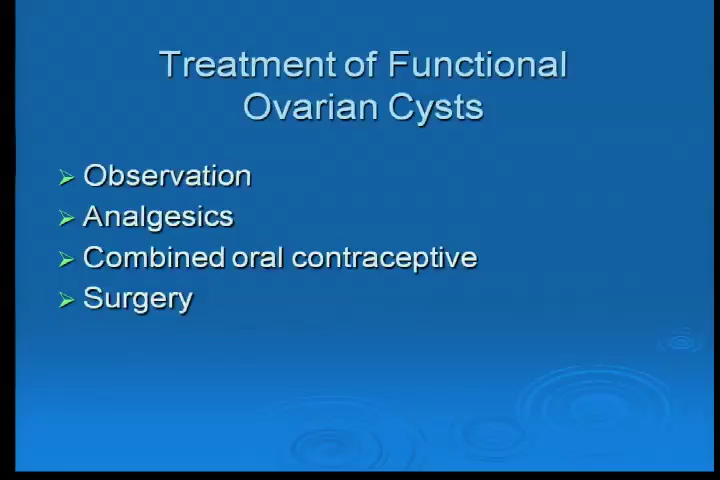 Treatment of Functional
Ovarian Cysts
Observation
Analgesics
Combined oral contraceptive
Surgery